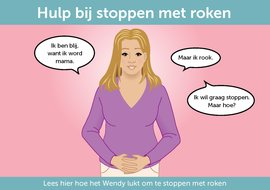 Hulp bij stoppen met roken
Ik ben blij,
want ik word
mama.
Maar ik rook.
Ik wil graag stoppen.
Maar hoe?
Lees hier hoe het Wendy lukt om te stoppen met roken